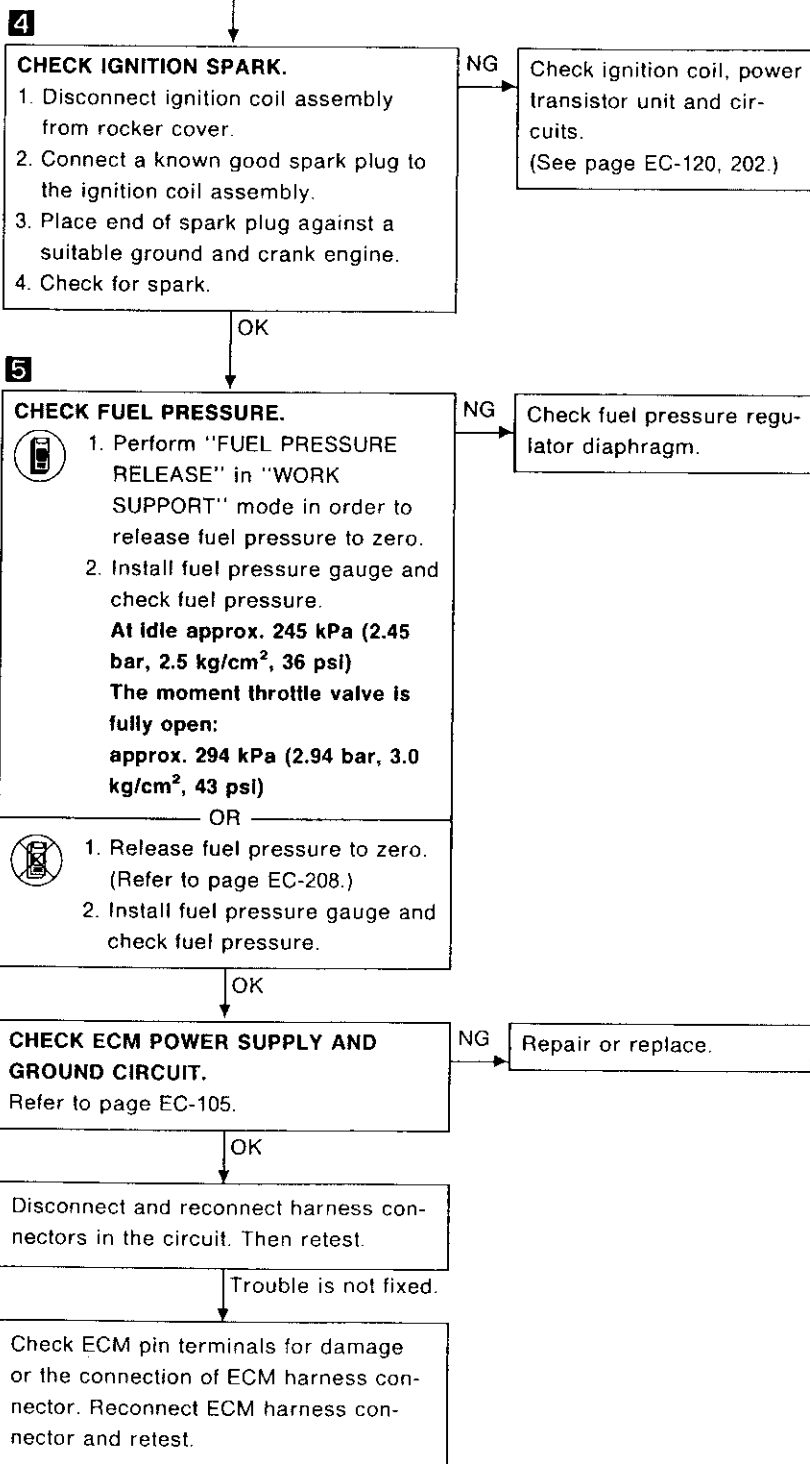 4
CHECK IGNITION SPARK.
1. Disconnect ignition coil assembly
from rocker cover.
2. Connect a known good spark plug to
the ignition coil assembly.
3. Place end of spark plug against a
suitable ground and crank engine.
4. Check for spark.
NG
Check ignition coil, power
transistor unit and cir-
cuits.
(See page EC-120, 202.)
OK
5
CHECK FUEL PRESSURE.
1. Perform "FUEL PRESSURE
RELEASE" in "WORK
SUPPORT" mode in order to
release fuel pressure to zero.
2. Install fuel pressure gauge and
check fuel pressure.
At idle approx. 245 kPa (2.45
bar, 2.5 kg/cm², 36 psi)
The moment throttle valve is
fully open:
approx. 294 kPa (2.94 bar, 3.0
kg/cm², 43 psi)
OR
1. Release fuel pressure to zero.
(Refer to page EC-208.)
2. Install fuel pressure gauge and
check fuel pressure.
NG
Check fuel pressure regu-
lator diaphragm.
OK
CHECK ECM POWER SUPPLY AND
GROUND CIRCUIT.
Refer to page EC-105.
NG
Repair or replace.
OK
Disconnect and reconnect harness con-
nectors in the circuit. Then retest.
Trouble is not fixed.
Check ECM pin terminals for damage
or the connection of ECM harness con-
nector. Reconnect ECM harness con-
nector and retest.